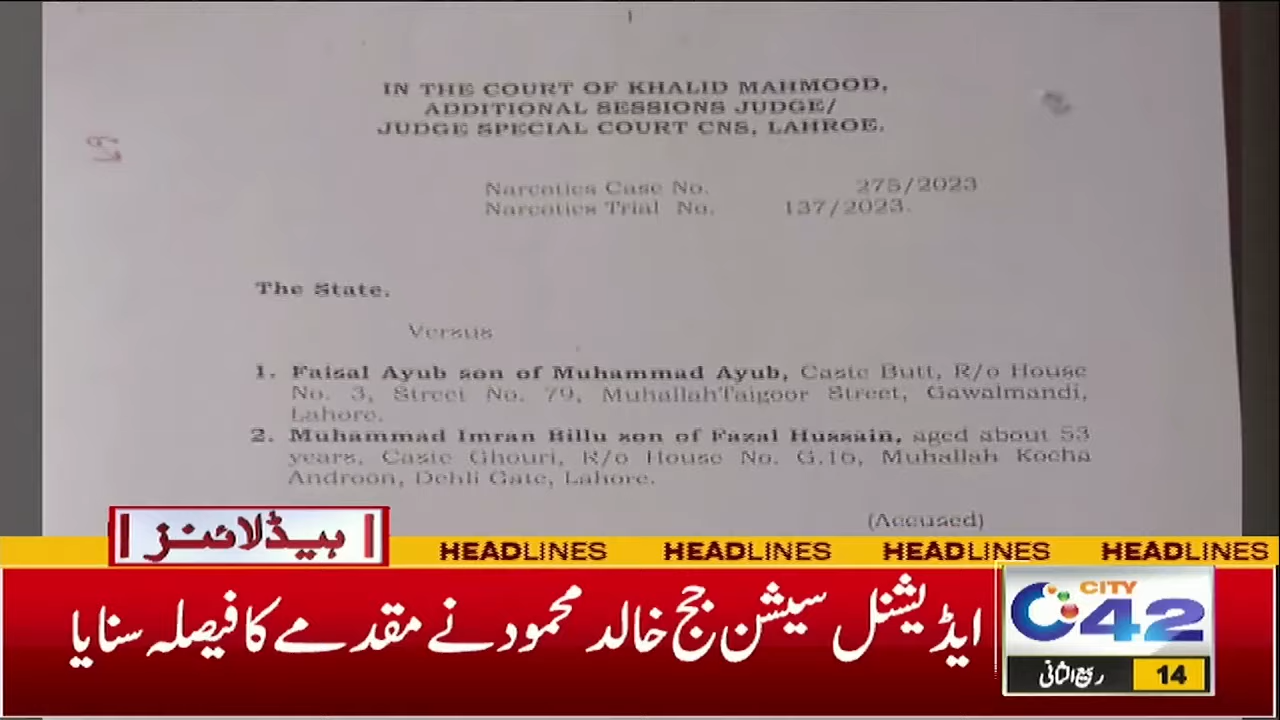 1
IN THE COURT OF KHALID MAHMOOD,
ADDITIONAL SESSIONS JUDGE/
JUDGE SPECIAL COURT CNS, LAHROE.
Narcotics Case No. 275/2023
Narcotics Trial No. 137/2023.
The State.
Versus
1. Faisal Ayub son of Muhammad Ayub, Caste Butt, R/o House
No. 3, Street No. 79, MuhallahTaigoor Street, Gawalmandi,
Lahore.
2. Muhammad Imran Billu son of Fazal Hussain, aged about 53
years, Caste Ghouri, R/o House No. G.16, Muhallah Kocha
Androon, Dehli Gate, Lahore.
(Accused)
ہیڈلائنز
HEADLINES HEADLINES HEADLINES HEADLINES
ایڈیشنل سیشن جج خالد محمود نے مقدمے کا فیصلہ سنایا
CITY
42
14 ربیع الثانی